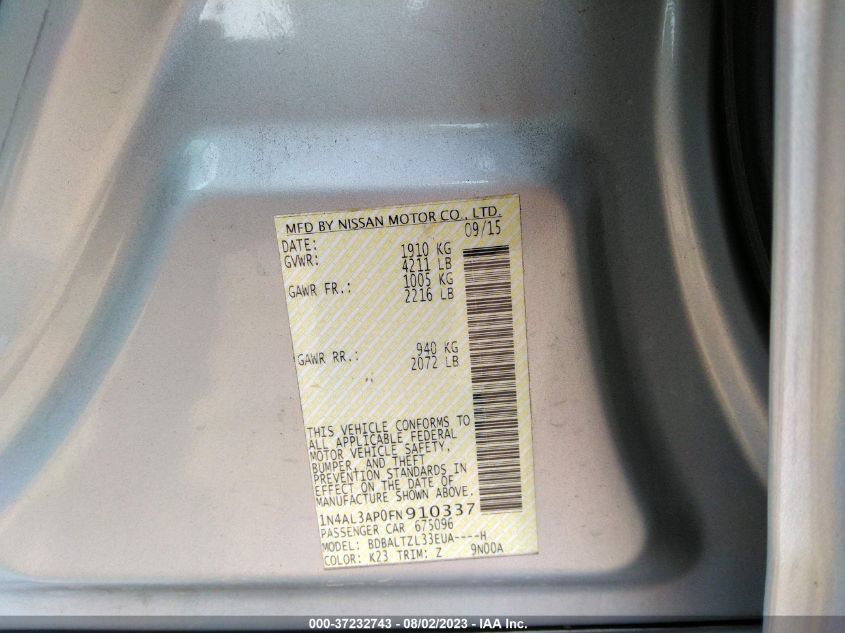 MFD BY NISSAN MOTOR CO., LTD.
DATE: 09/15
GVWR: 1910 KG
4211 LB
GAWR FR.: 1005 KG
2216 LB
GAWR RR.: 940 KG
2072 LB
THIS VEHICLE CONFORMS TO
ALL APPLICABLE FEDERAL
MOTOR VEHICLE SAFETY,
BUMPER, AND THEFT
PREVENTION STANDARDS IN
EFFECT ON THE DATE OF
MANUFACTURE SHOWN ABOVE.
1N4AL3AP0FN910337
PASSENGER CAR 675096
MODEL: BDBALTZL33EUA----H
COLOR: K23 TRIM: Z 9N00A
000-37232743 - 08/02/2023 - IAA Inc.